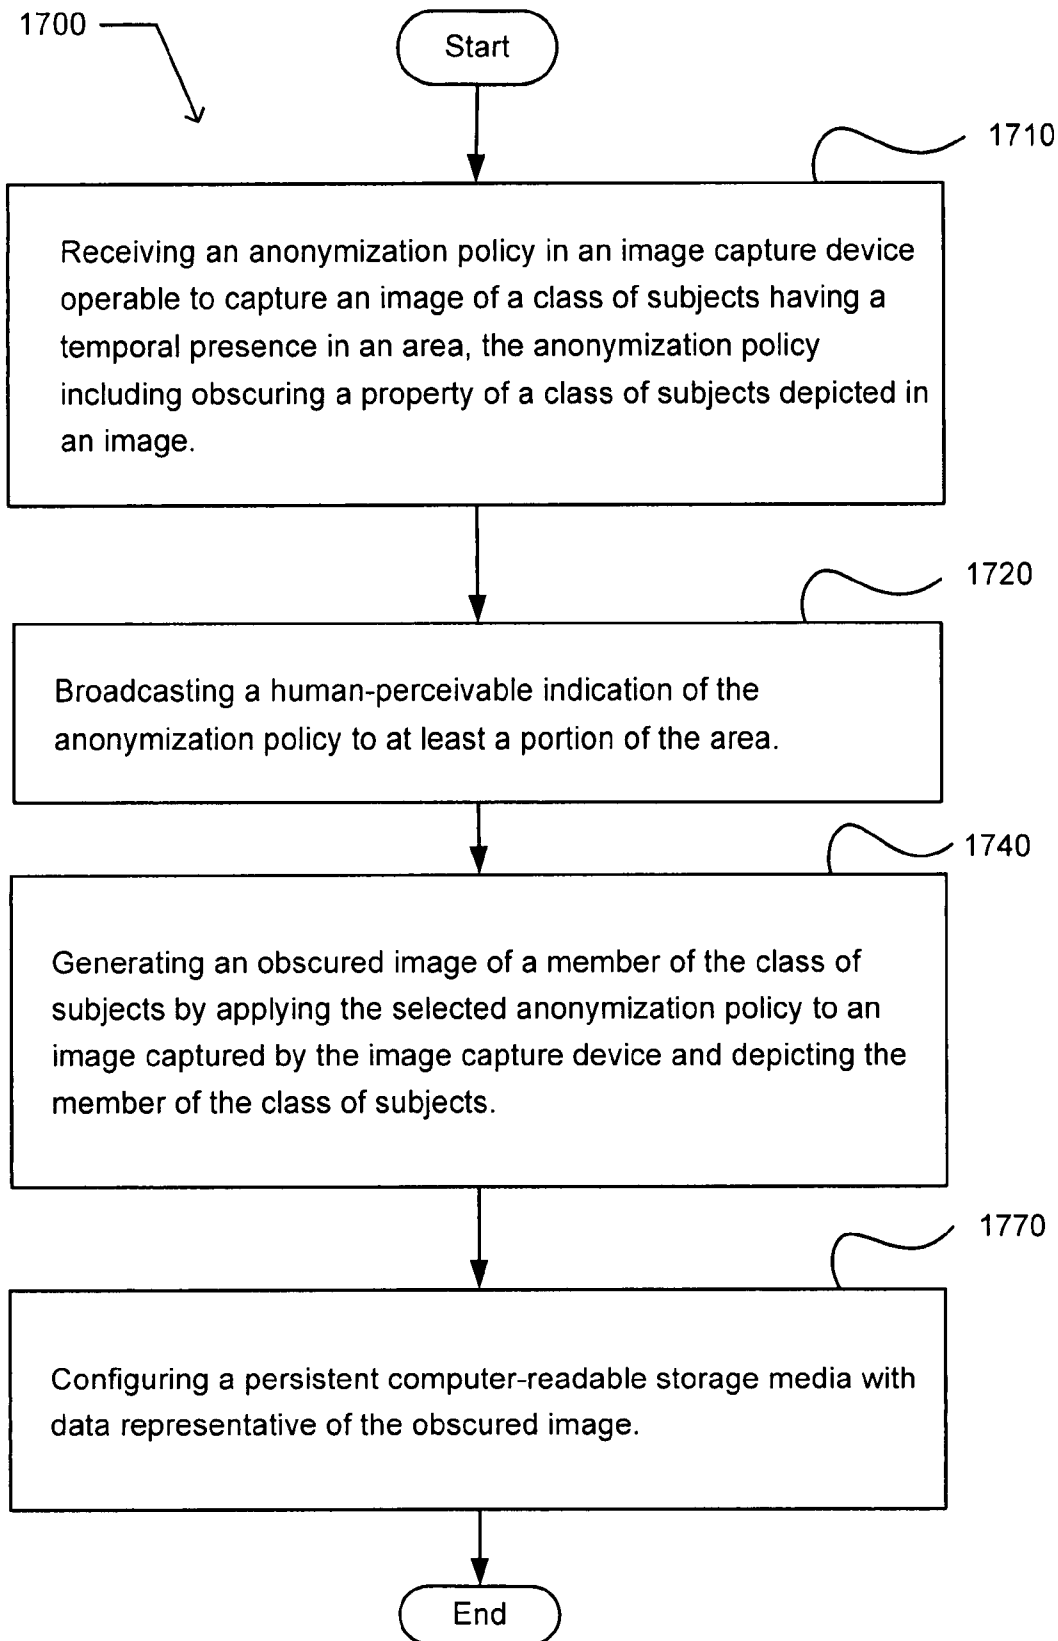 1700
Start
1710
Receiving an anonymization policy in an image capture device
operable to capture an image of a class of subjects having a
temporal presence in an area, the anonymization policy
including obscuring a property of a class of subjects depicted in
an image.
1720
Broadcasting a human-perceivable indication of the
anonymization policy to at least a portion of the area.
1740
Generating an obscured image of a member of the class of
subjects by applying the selected anonymization policy to an
image captured by the image capture device and depicting the
member of the class of subjects.
1770
Configuring a persistent computer-readable storage media with
data representative of the obscured image.
End